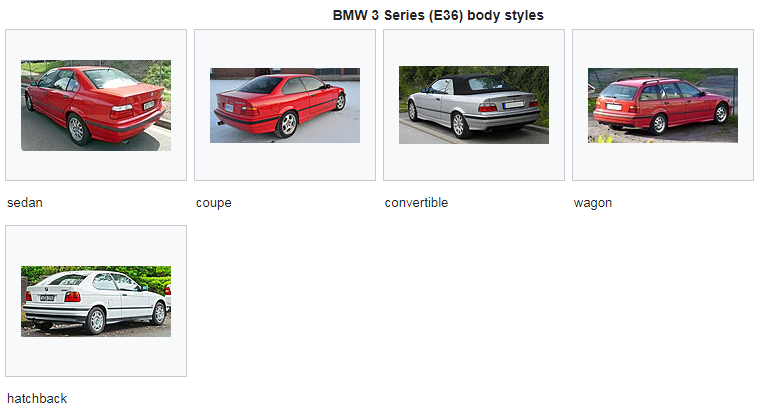 BMW 3 Series (E36) body styles
sedan
coupe
convertible
wagon
hatchback